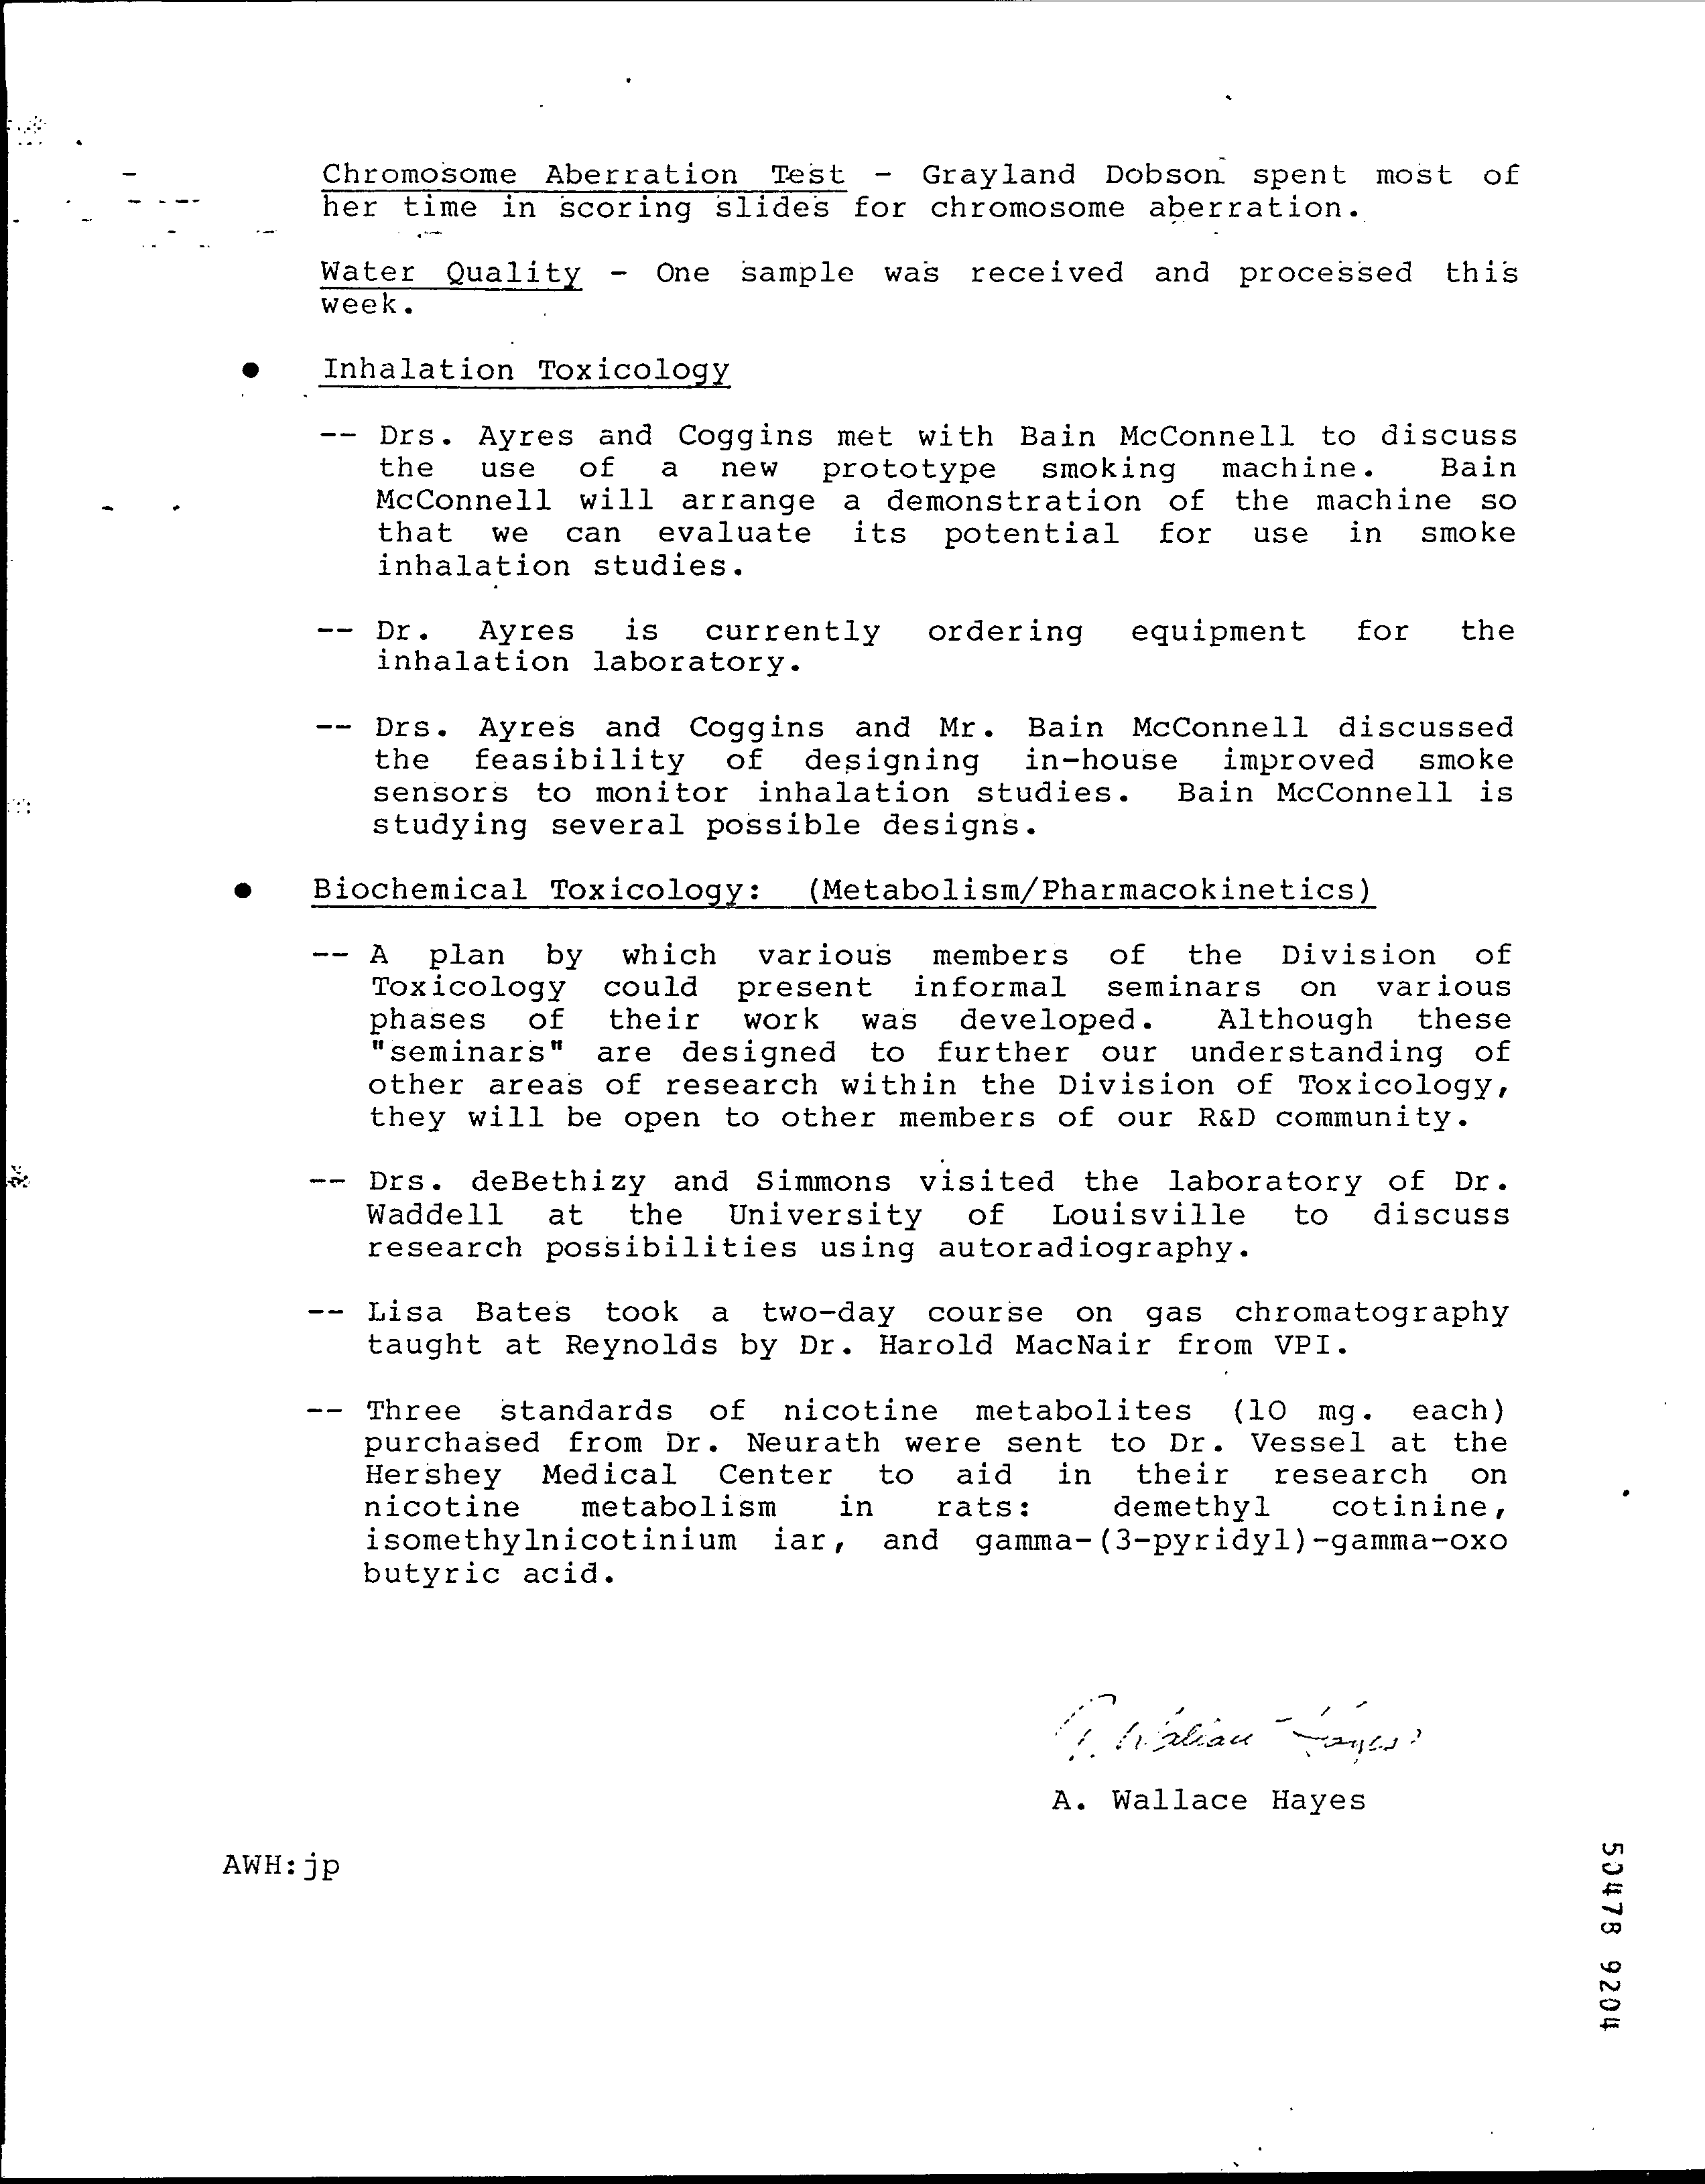 Chromosome Aberration Test - Grayland Dobson spent most of
her time in scoring slides for chromosome aberration.
Water Quality - One sample was received and processed this
week.
• Inhalation Toxicology
-- Drs. Ayres and Coggins met with Bain McConnell to discuss
the use of a new prototype smoking machine. Bain
McConnell will arrange a demonstration of the machine so
that we can evaluate its potential for use in smoke
inhalation studies.
-- Dr. Ayres is currently ordering equipment for the
inhalation laboratory.
-- Drs. Ayres and Coggins and Mr. Bain McConnell discussed
the feasibility of designing in-house improved smoke
sensors to monitor inhalation studies. Bain McConnell is
studying several possible designs.
• Biochemical Toxicology: (Metabolism/Pharmacokinetics)
-- A plan by which various members of the Division of
Toxicology could present informal seminars on various
phases of their work was developed. Although these
"seminars" are designed to further our understanding of
other areas of research within the Division of Toxicology,
they will be open to other members of our R&D community.
-- Drs. deBethizy and Simmons visited the laboratory of Dr.
Waddell at the University of Louisville to discuss
research possibilities using autoradiography.
-- Lisa Bates took a two-day course on gas chromatography
taught at Reynolds by Dr. Harold MacNair from VPI.
-- Three standards of nicotine metabolites (10 mg. each)
purchased from Dr. Neurath were sent to Dr. Vessel at the
Hershey Medical Center to aid in their research on
nicotine metabolism in rats: demethyl cotinine,
isomethylnicotinium iar, and gamma-(3-pyridyl)-gamma-oxo
butyric acid.
A. Wallace Hayes
AWH:jp
50478 9204